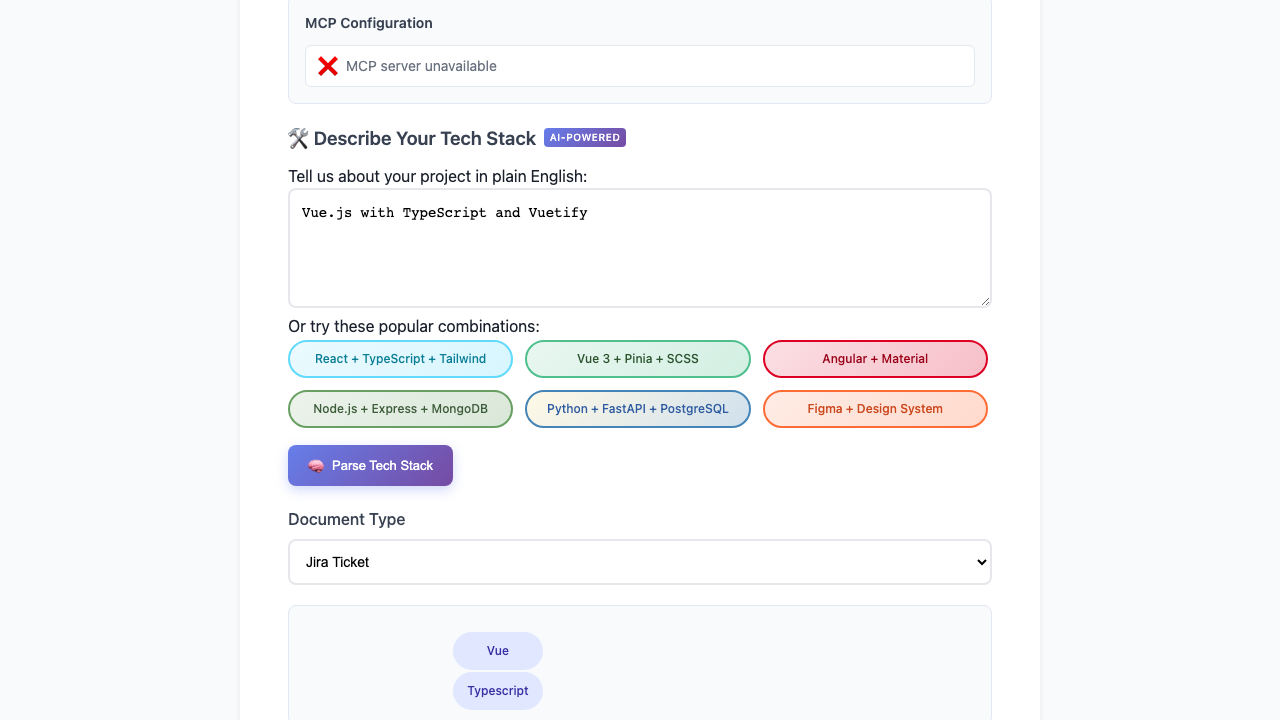 MCP Configuration
❌ MCP server unavailable
🛠️ Describe Your Tech Stack AI-POWERED
Tell us about your project in plain English:
Vue.js with TypeScript and Vuetify
Or try these popular combinations:
React + TypeScript + Tailwind
Vue 3 + Pinia + SCSS
Angular + Material
Node.js + Express + MongoDB
Python + FastAPI + PostgreSQL
Figma + Design System
🧠 Parse Tech Stack
Document Type
Jira Ticket
Vue
Typescript